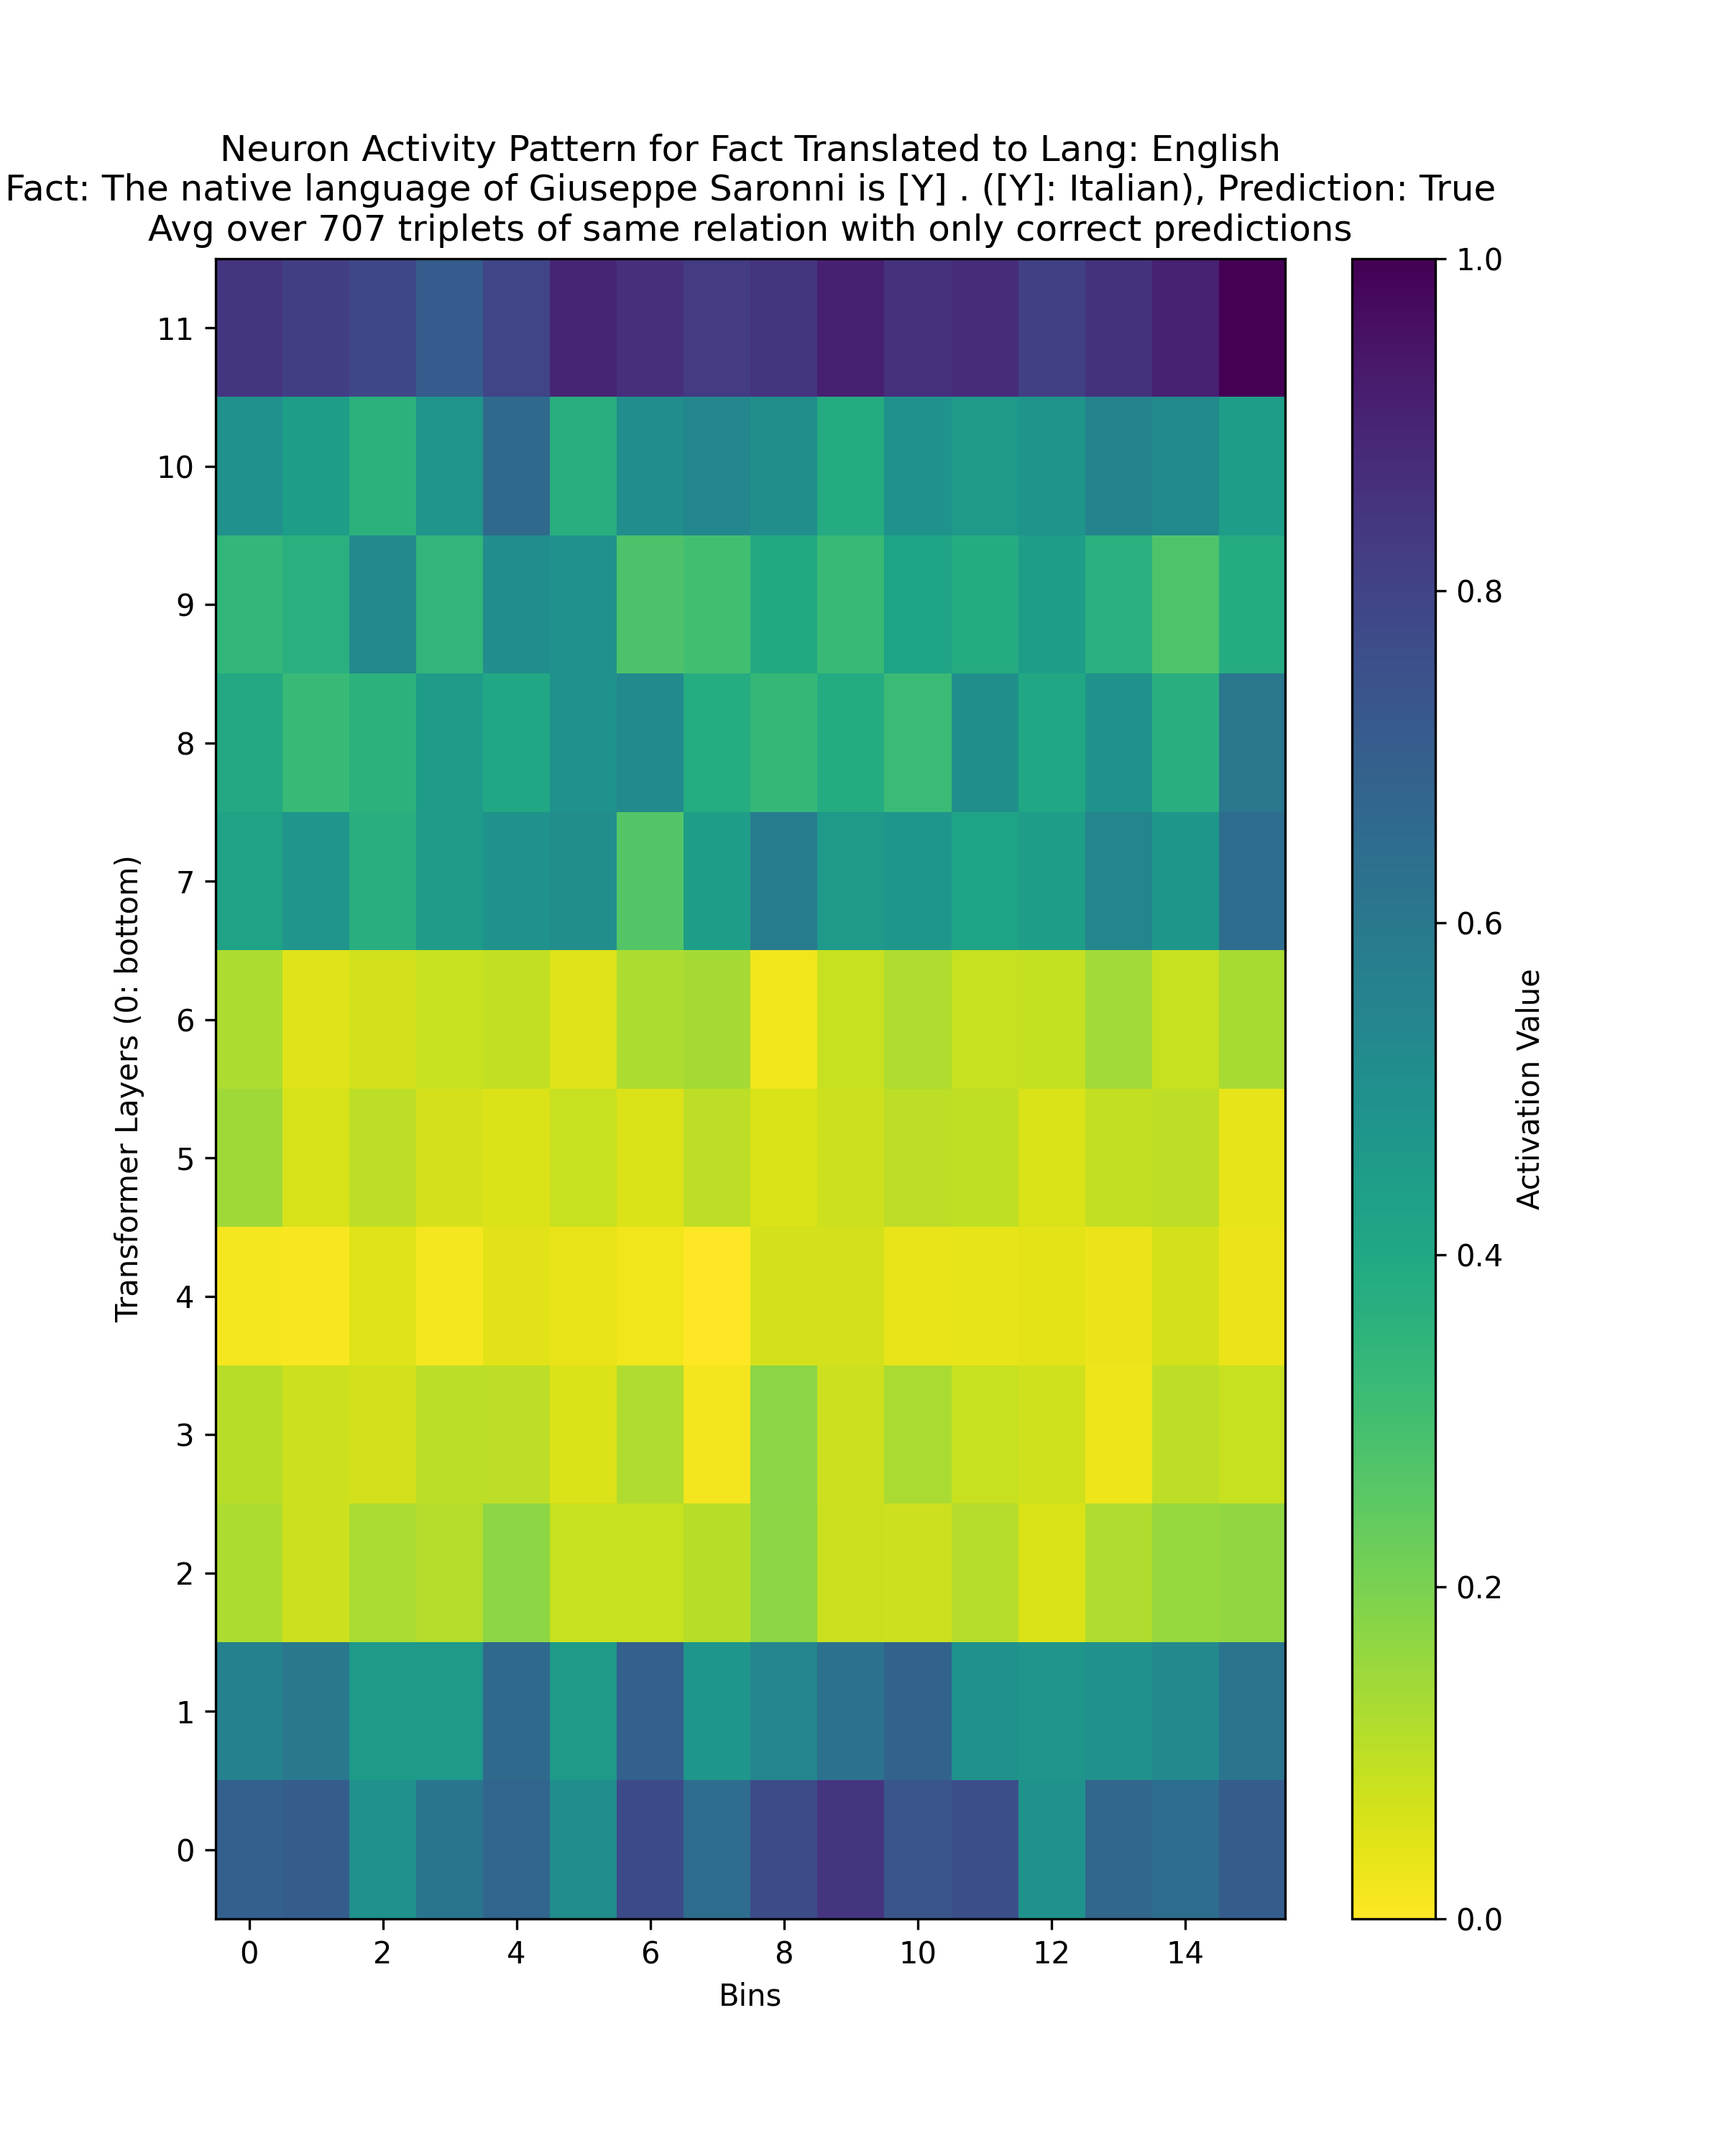 Neuron Activity Pattern for Fact Translated to Lang: English
Fact: The native language of Giuseppe Saronni is [Y] . ([Y]: Italian), Prediction: True
Avg over 707 triplets of same relation with only correct predictions
11
10
9
8
7
6
5
4
3
2
1
0
Transformer Layers (0: bottom)
0 2 4 6 8 10 12 14
Bins
1.0
0.8
0.6
0.4
0.2
0.0
Activation Value